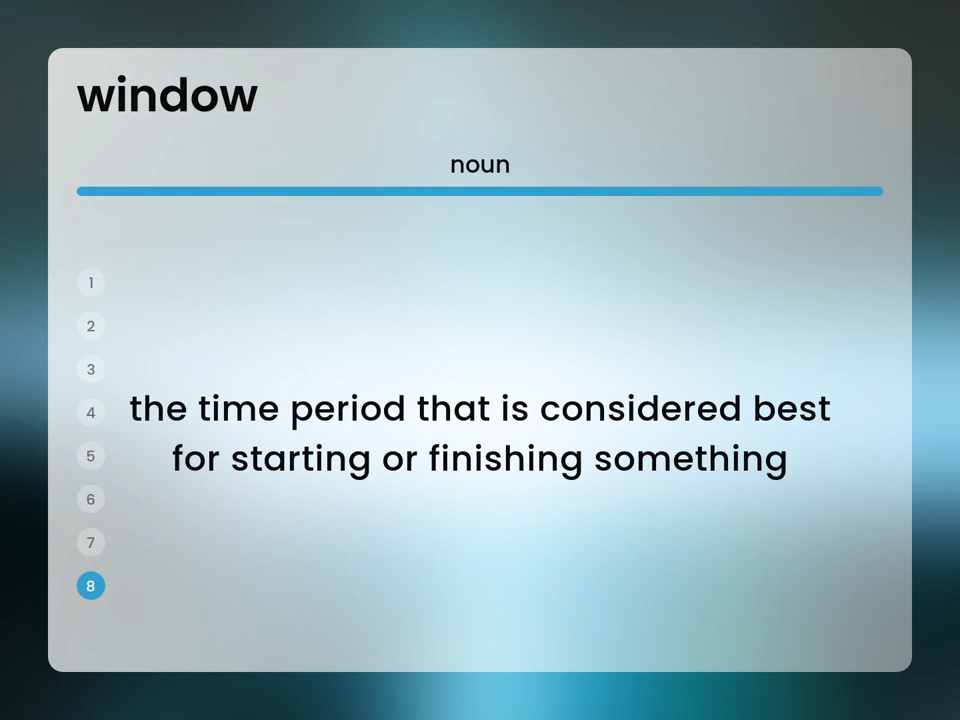 window
noun
1
2
3
the time period that is considered best
4
for starting or finishing something
5
6
7
8